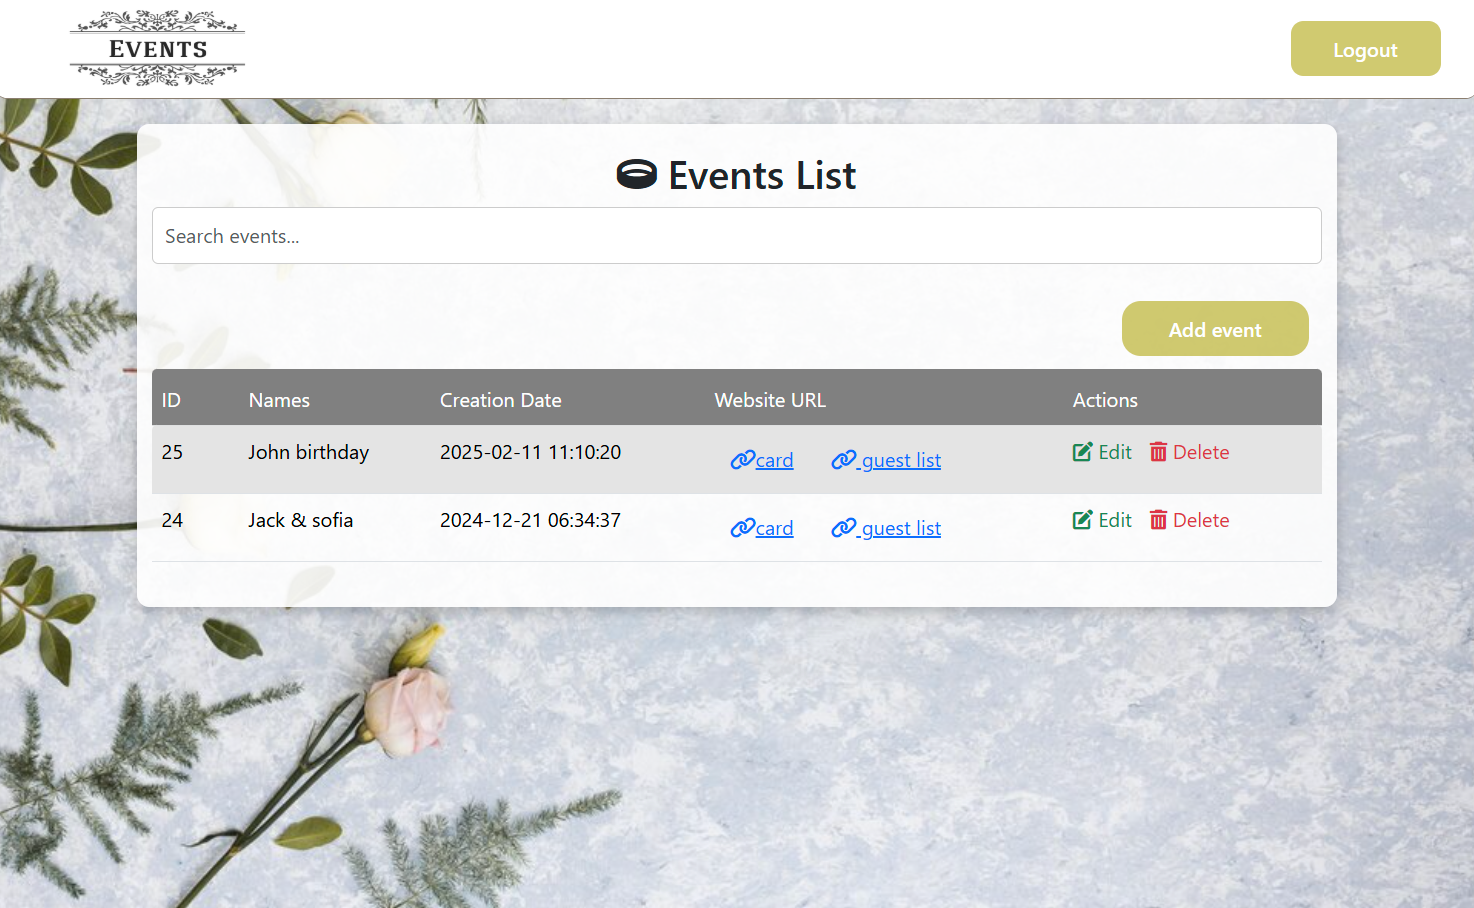 Events
Logout
Events List
Search events...
Add event
ID Names Creation Date Website URL Actions
25 John birthday 2025-02-11 11:10:20 card guest list Edit Delete
24 Jack & sofia 2024-12-21 06:34:37 card guest list Edit Delete